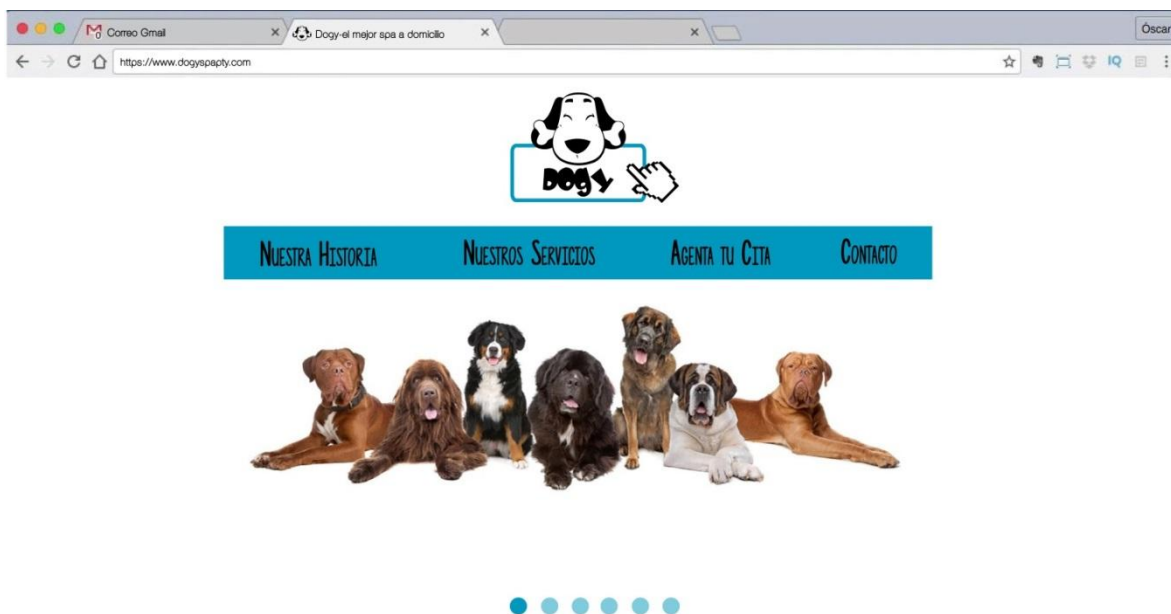 Correo Gmail
Dogy-el mejor spa a domicilio
Óscar
https://www.dogyspapty.com
IQ
DOGY
NUESTRA HISTORIA
NUESTROS SERVICIOS
AGENTA TU CITA
CONTACTO